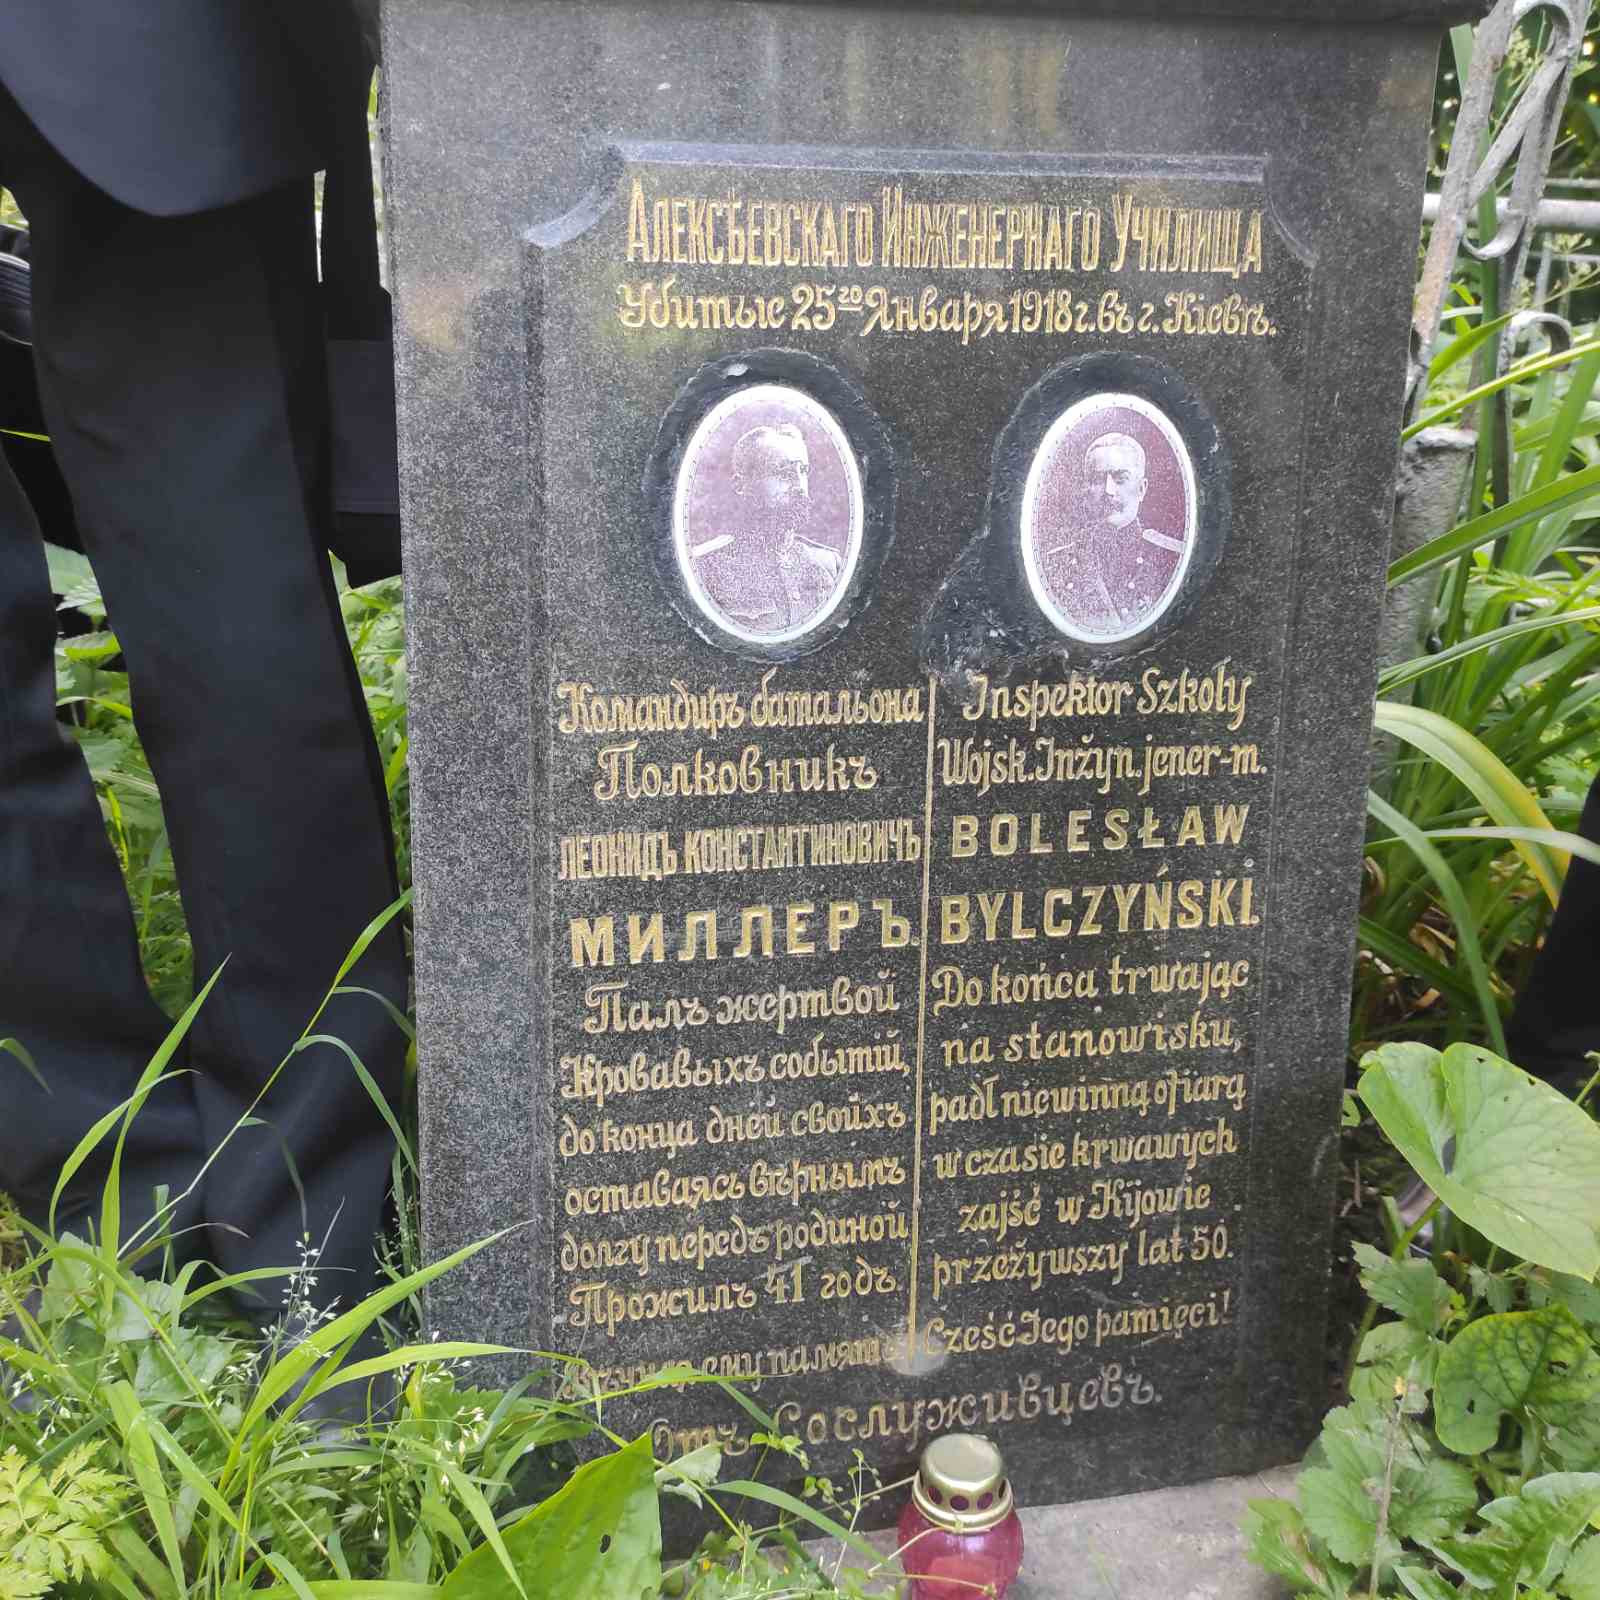 Алексѣевскаго Инженернаго Училища
Убитые 25го Января 1918 г. въ г. Кіевѣ.
Командиръ батальона
Полковникъ
Леонидъ Константиновичъ
Миллеръ.
Палъ жертвой
Кровавыхъ событій,
до конца дней своихъ
оставаясь вѣрнымъ
долгу передъ родиной
Прожилъ 41 годъ.
Вѣчная ему память
Inspektor Szkoły
Wojsk. Inżyn. jener-m.
BOLESŁAW
BYLCZYŃSKI.
Do końca trwając
na stanowisku,
padł niewinną ofiarą
w czasie krwawych
zajść w Kijowie
przeżywszy lat 50.
Cześć Jego pamięci!
Отъ Сослуживцевъ.